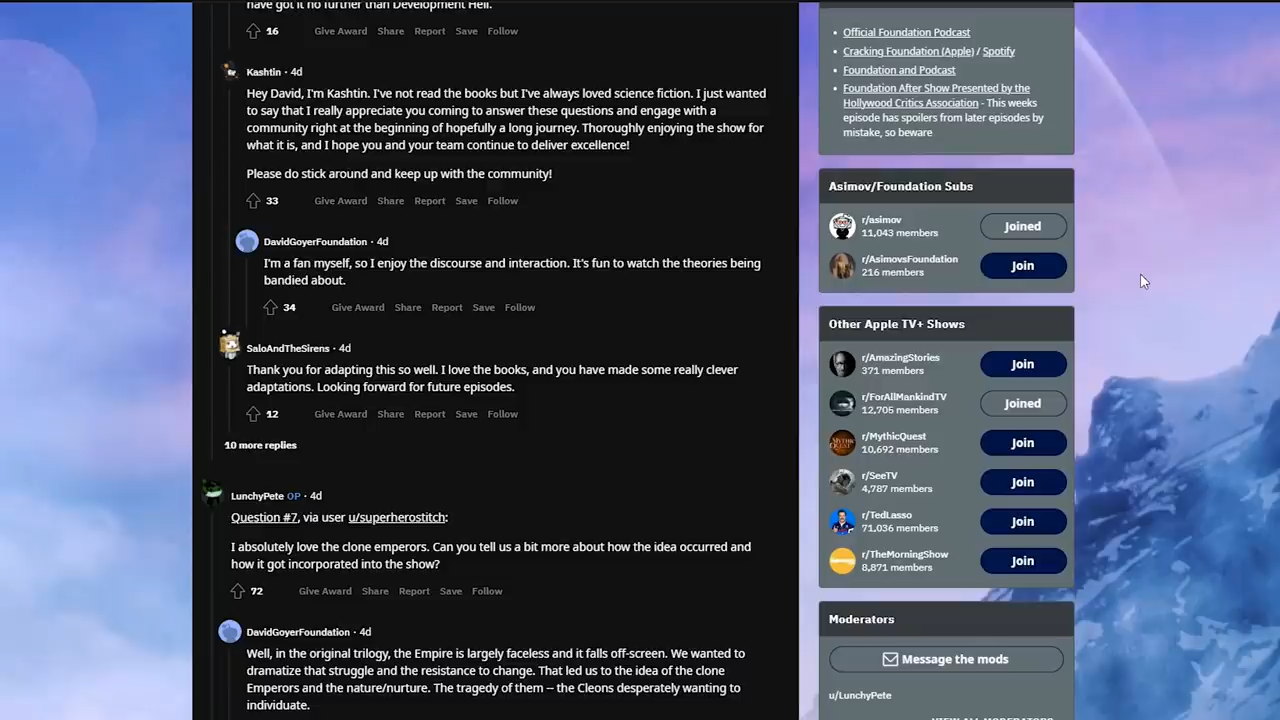 have got it no further than Development Hell.
16 Give Award Share Report Save Follow
Kashtin · 4d
Hey David, I'm Kashtin. I've not read the books but I've always loved science fiction. I just wanted
to say that I really appreciate you coming to answer these questions and engage with a
community right at the beginning of hopefully a long journey. Thoroughly enjoying the show for
what it is, and I hope you and your team continue to deliver excellence!
Please do stick around and keep up with the community!
33 Give Award Share Report Save Follow
DavidGoyerFoundation · 4d
I'm a fan myself, so I enjoy the discourse and interaction. It's fun to watch the theories being
bandied about.
34 Give Award Share Report Save Follow
SaloAndTheSirens · 4d
Thank you for adapting this so well. I love the books, and you have made some really clever
adaptations. Looking forward for future episodes.
12 Give Award Share Report Save Follow
10 more replies
LunchyPete OP · 4d
Question #7, via user u/superherostitch:
I absolutely love the clone emperors. Can you tell us a bit more about how the idea occurred and
how it got incorporated into the show?
72 Give Award Share Report Save Follow
DavidGoyerFoundation · 4d
Well, in the original trilogy, the Empire is largely faceless and it falls off-screen. We wanted to
dramatize that struggle and the resistance to change. That led us to the idea of the clone
Emperors and the nature/nurture. The tragedy of them -- the Cleons desperately wanting to
individuate.
Official Foundation Podcast
Cracking Foundation (Apple) / Spotify
Foundation and Podcast
Foundation After Show Presented by the
Hollywood Critics Association - This weeks
episode has spoilers from later episodes by
mistake, so beware
Asimov/Foundation Subs
r/asimov
11,043 members
Joined
r/AsimovsFoundation
216 members
Join
Other Apple TV+ Shows
r/AmazingStories
371 members
Join
r/ForAllMankindTV
12,705 members
Joined
r/MythicQuest
10,692 members
Join
r/SeeTV
4,787 members
Join
r/TedLasso
71,036 members
Join
r/TheMorningShow
8,871 members
Join
Moderators
Message the mods
u/LunchyPete
VIEW ALL MODERATORS